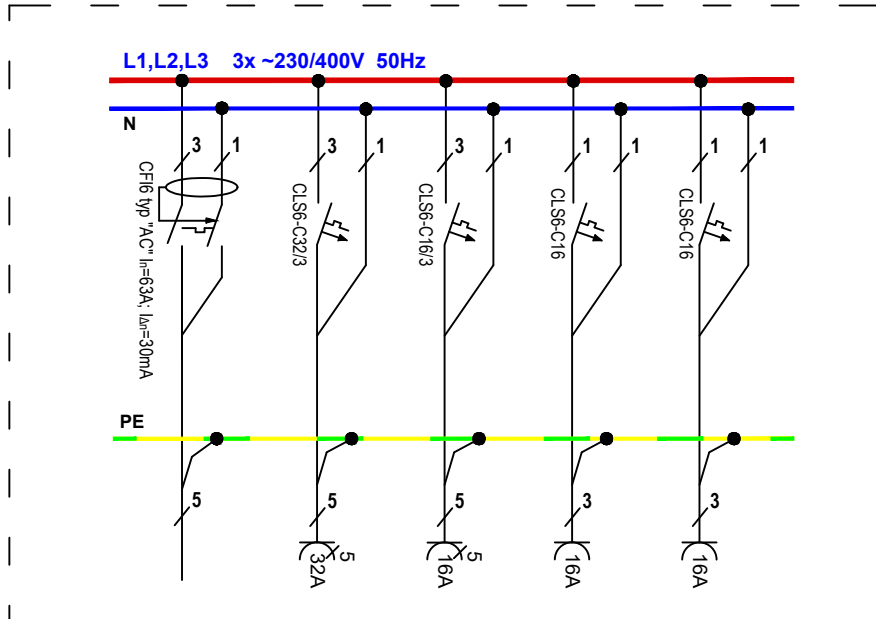 L1,L2,L3 3x ~230/400V 50Hz
N
3
1
3
1
3
1
1
1
1
1
CFI6 typ "AC" In=63A; IΔn=30mA
CLS6-C32/3
CLS6-C16/3
CLS6-C16
CLS6-C16
PE
5
5
5
3
3
32A
5
16A
5
16A
16A